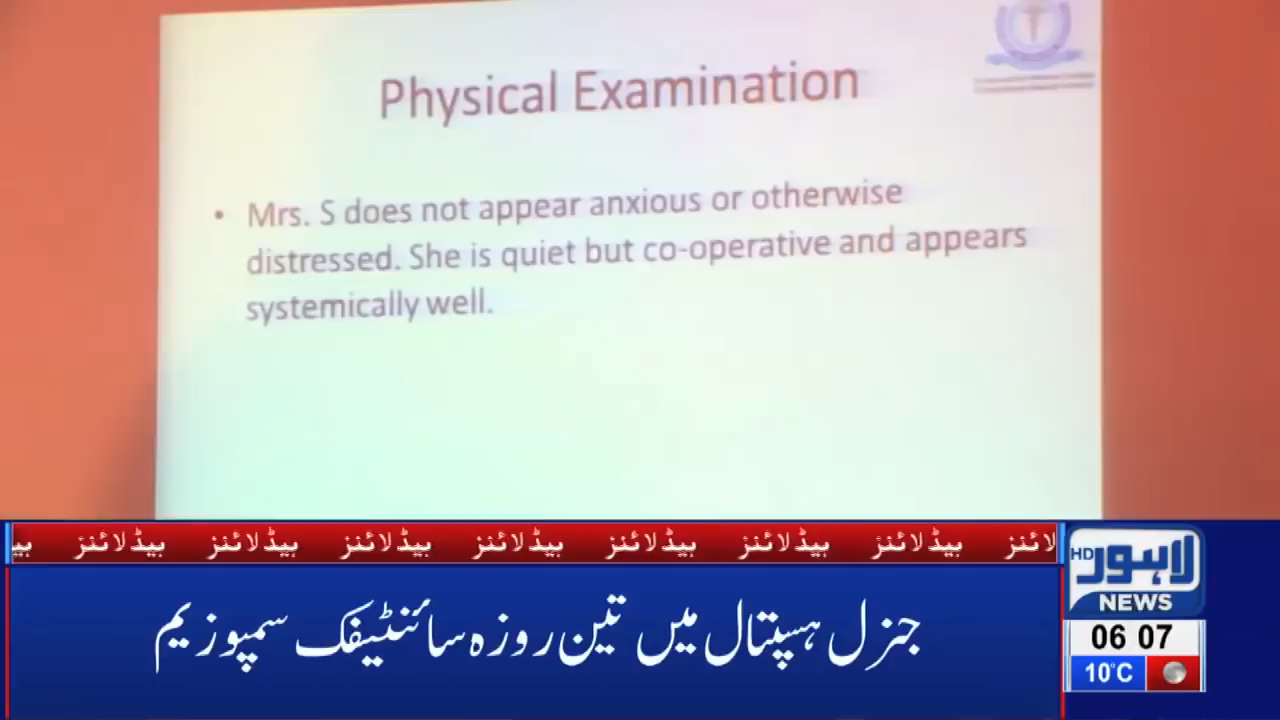 Physical Examination
• Mrs. S does not appear anxious or otherwise
distressed. She is quiet but co-operative and appears
systemically well.
ہیڈلائنز ہیڈلائنز ہیڈلائنز ہیڈلائنز ہیڈلائنز ہیڈلائنز ہیڈلائنز
لائنز
جنرل ہسپتال میں تین روزہ سائنٹیفک سمپوزیم
لاہور
HD
NEWS
06 07
10°C